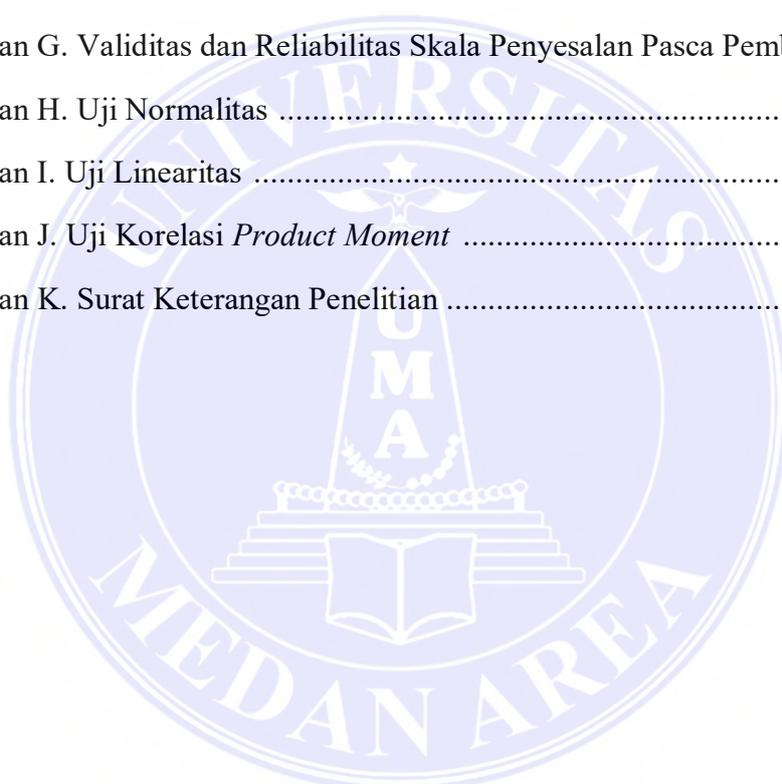 an G. Validitas dan Reliabilitas Skala Penyesalan Pasca Pemb
an H. Uji Normalitas ....................................................
an I. Uji Linearitas ......................................................
an J. Uji Korelasi Product Moment ................................
an K. Surat Keterangan Penelitian ..................................
UNIVERSITAS
U
M
A
MEDAN AREA